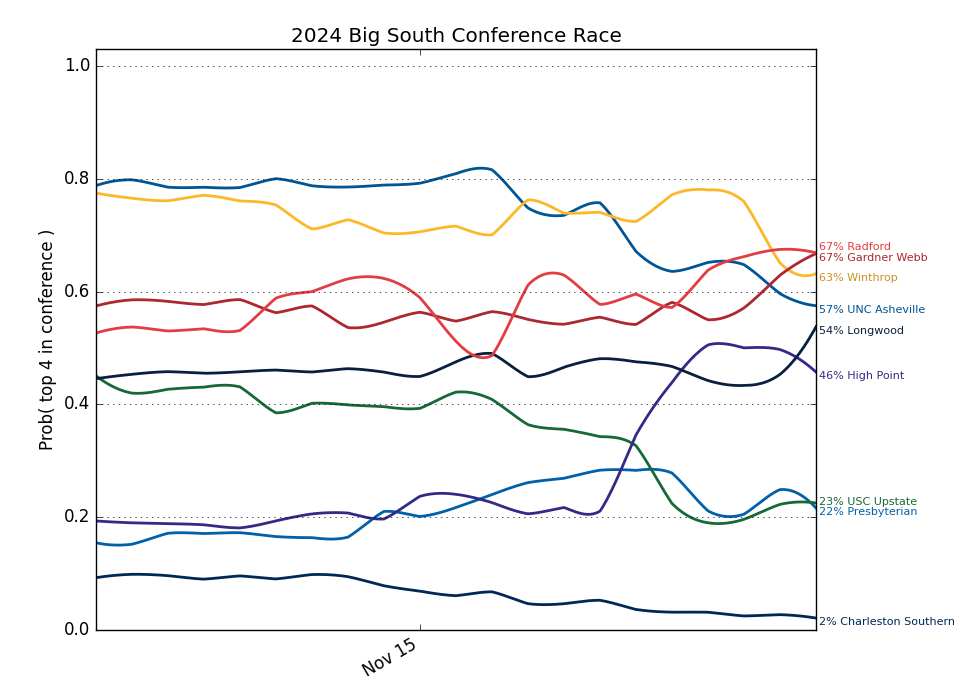 2024 Big South Conference Race
1.0
0.8
0.6
0.4
0.2
0.0
Prob( top 4 in conference )
Nov 15
67% Radford
67% Gardner Webb
63% Winthrop
57% UNC Asheville
54% Longwood
46% High Point
23% USC Upstate
22% Presbyterian
2% Charleston Southern